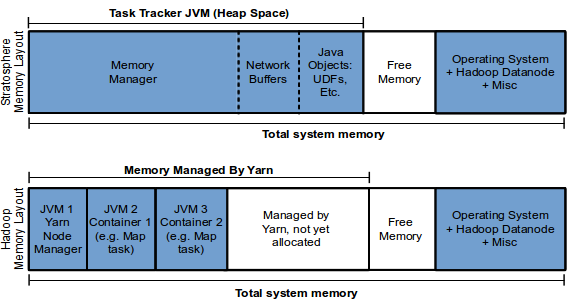 Task Tracker JVM (Heap Space)
Stratosphere
Memory Layout
Memory
Manager
Network
Buffers
Java
Objects:
UDFs,
Etc.
Free
Memory
Operating System
+ Hadoop Datanode
+ Misc
Total system memory
Memory Managed By Yarn
Hadoop
Memory Layout
JVM 1
Yarn
Node
Manager
JVM 2
Container 1
(e.g. Map
task)
JVM 3
Container 2
(e.g. Map
task)
Managed by
Yarn, not yet
allocated
Free
Memory
Operating System
+ Hadoop Datanode
+ Misc
Total system memory